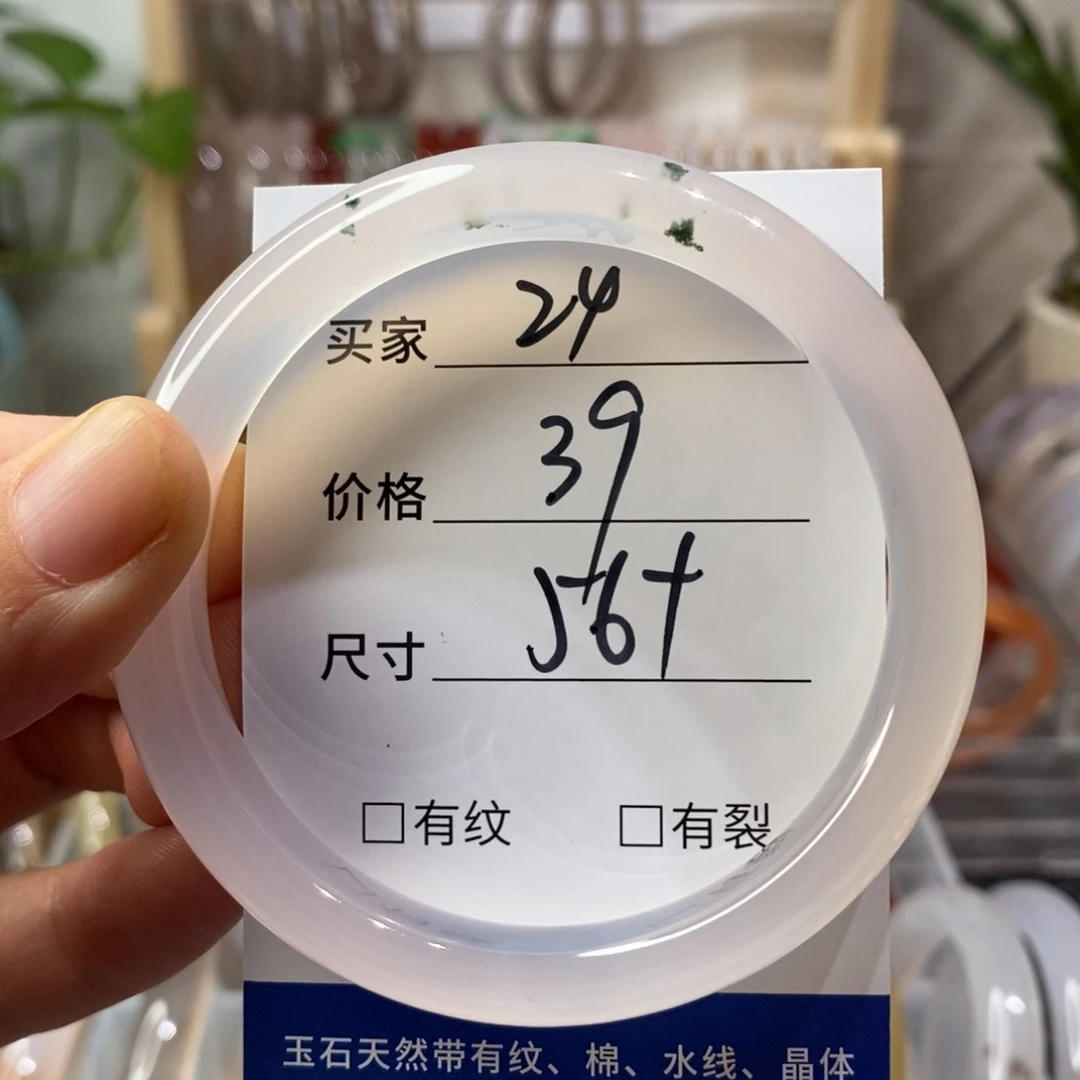 买家 24
价格 39
尺寸 56+
□有纹 □有裂
玉石天然带有纹、棉、水线、晶体